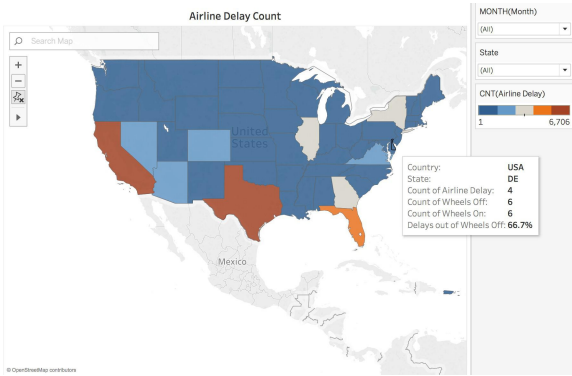 Airline Delay Count
Search Map
United
States
Mexico
© OpenStreetMap contributors
Country: USA
State: DE
Count of Airline Delay: 4
Count of Wheels Off: 6
Count of Wheels On: 6
Delays out of Wheels Off: 66.7%
MONTH(Month)
(All)
State
(All)
CNT(Airline Delay)
1 6,706